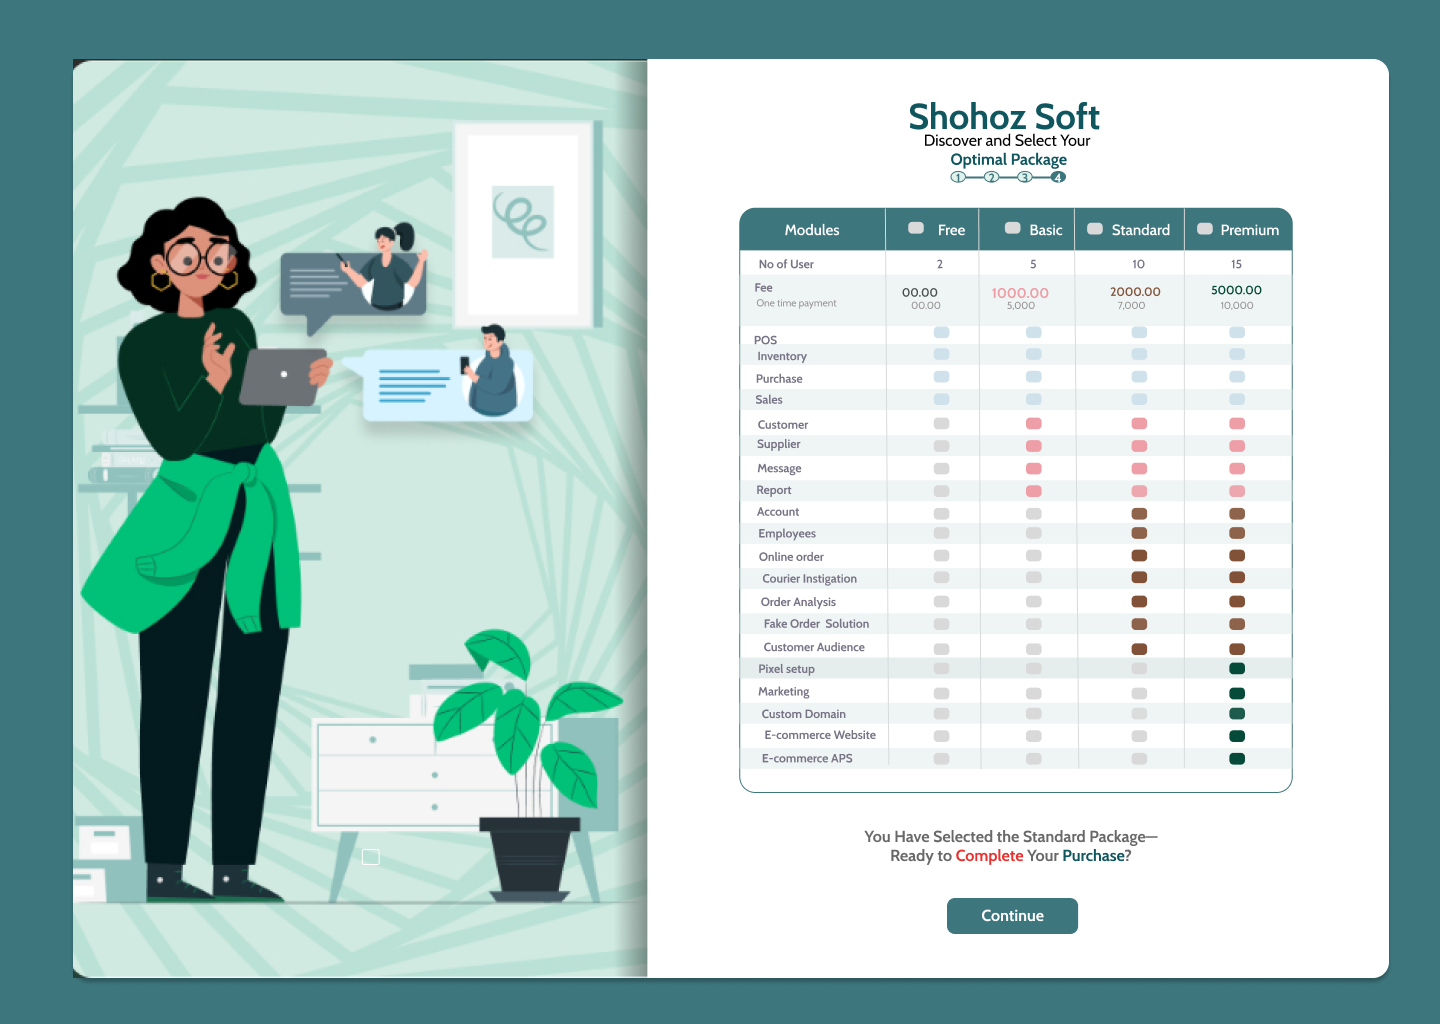 Shohoz Soft
Discover and Select Your
Optimal Package
1 2 3 4
Modules Free Basic Standard Premium
No of User 2 5 10 15
Fee 00.00 1000.00 2000.00 5000.00
One time payment 00.00 5,000 7,000 10,000
POS
Inventory
Purchase
Sales
Customer
Supplier
Message
Report
Account
Employees
Online order
Courier Instigation
Order Analysis
Fake Order Solution
Customer Audience
Pixel setup
Marketing
Custom Domain
E-commerce Website
E-commerce APS
You Have Selected the Standard Package—
Ready to Complete Your Purchase?
Continue